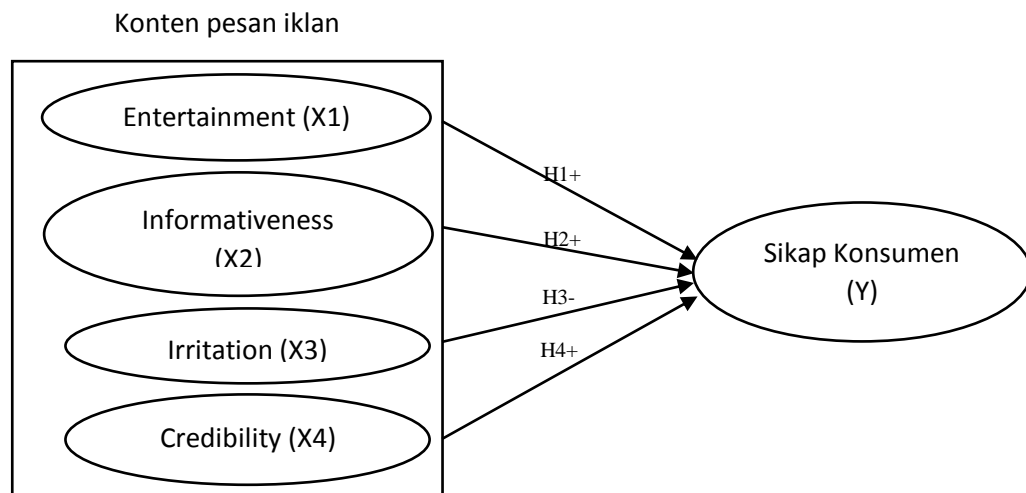 Konten pesan iklan
Entertainment (X1)
Informativeness
(X2)
Irritation (X3)
Credibility (X4)
H1+
H2+
H3-
H4+
Sikap Konsumen
(Y)